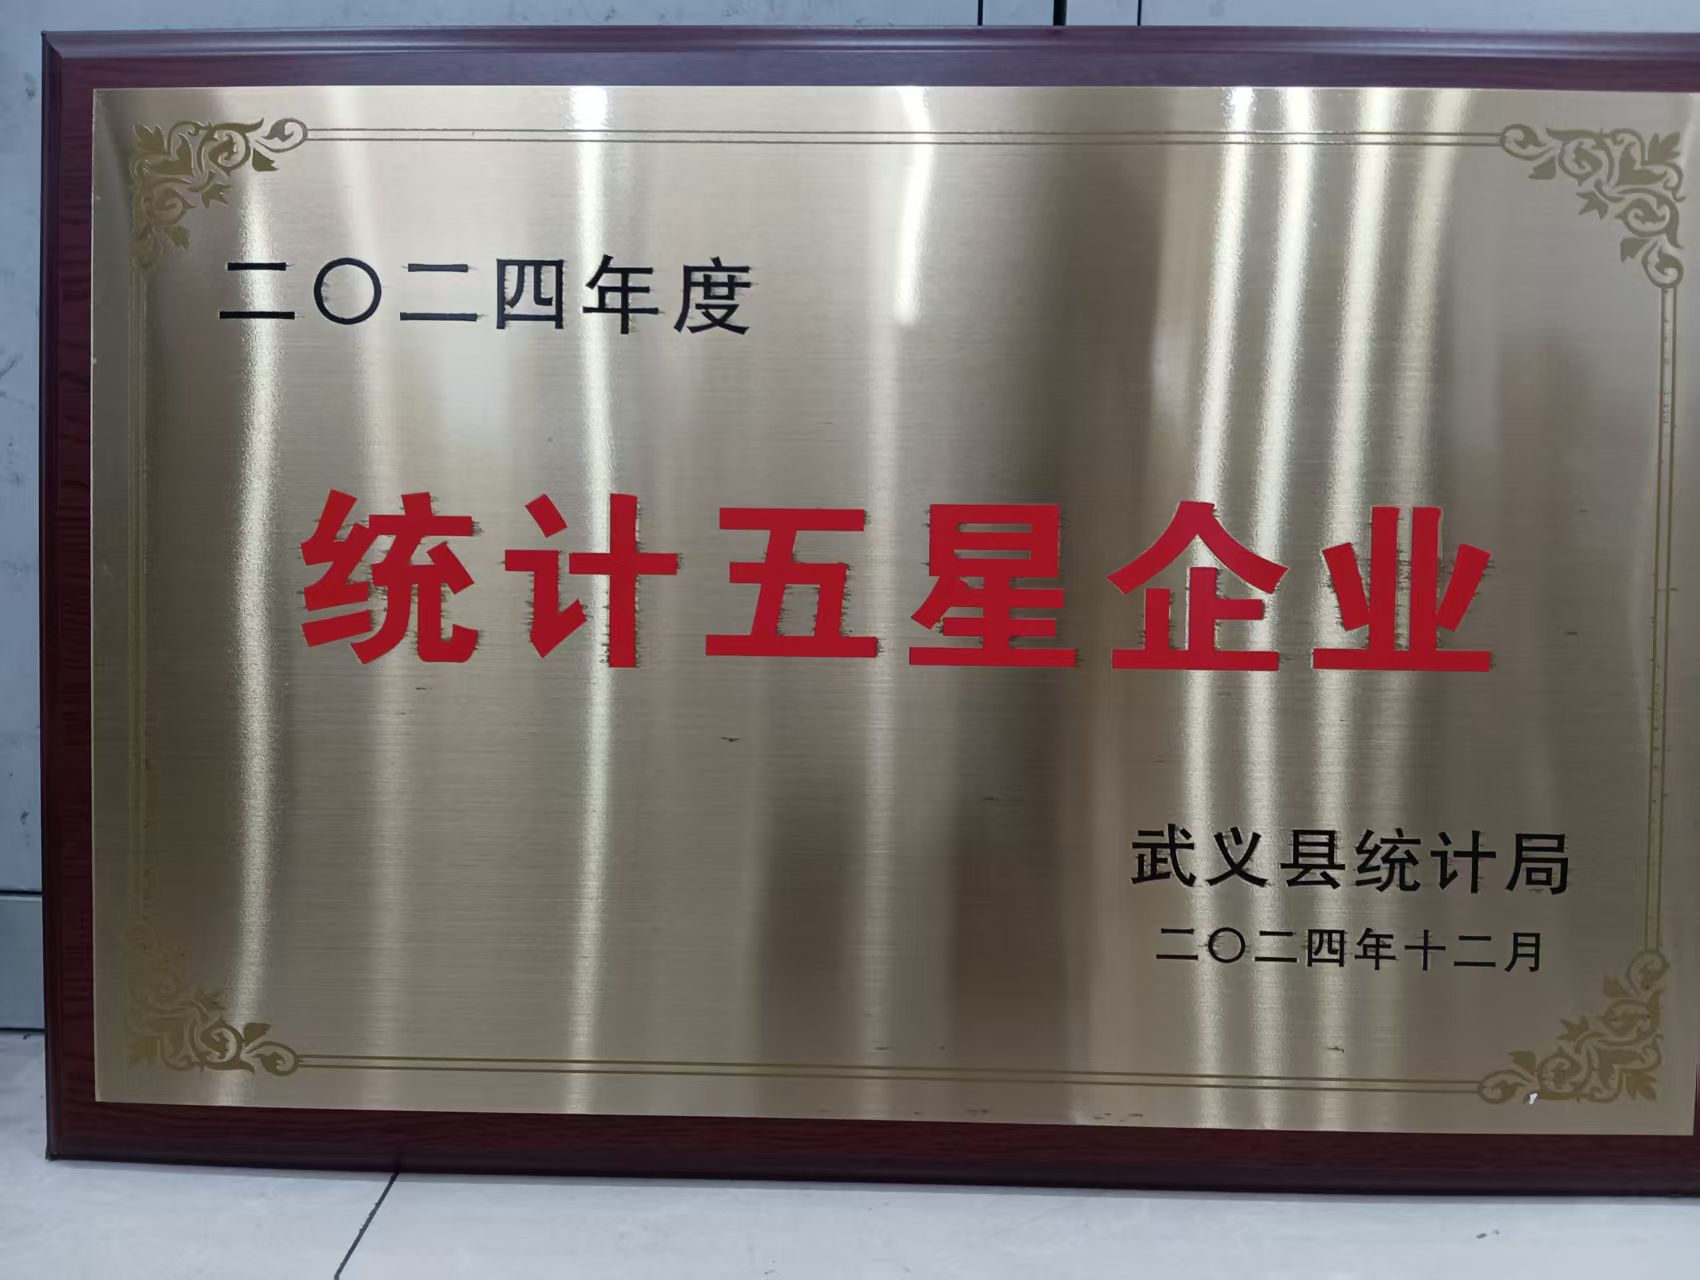 二〇二四年度
统计五星企业
武义县统计局
二〇二四年十二月